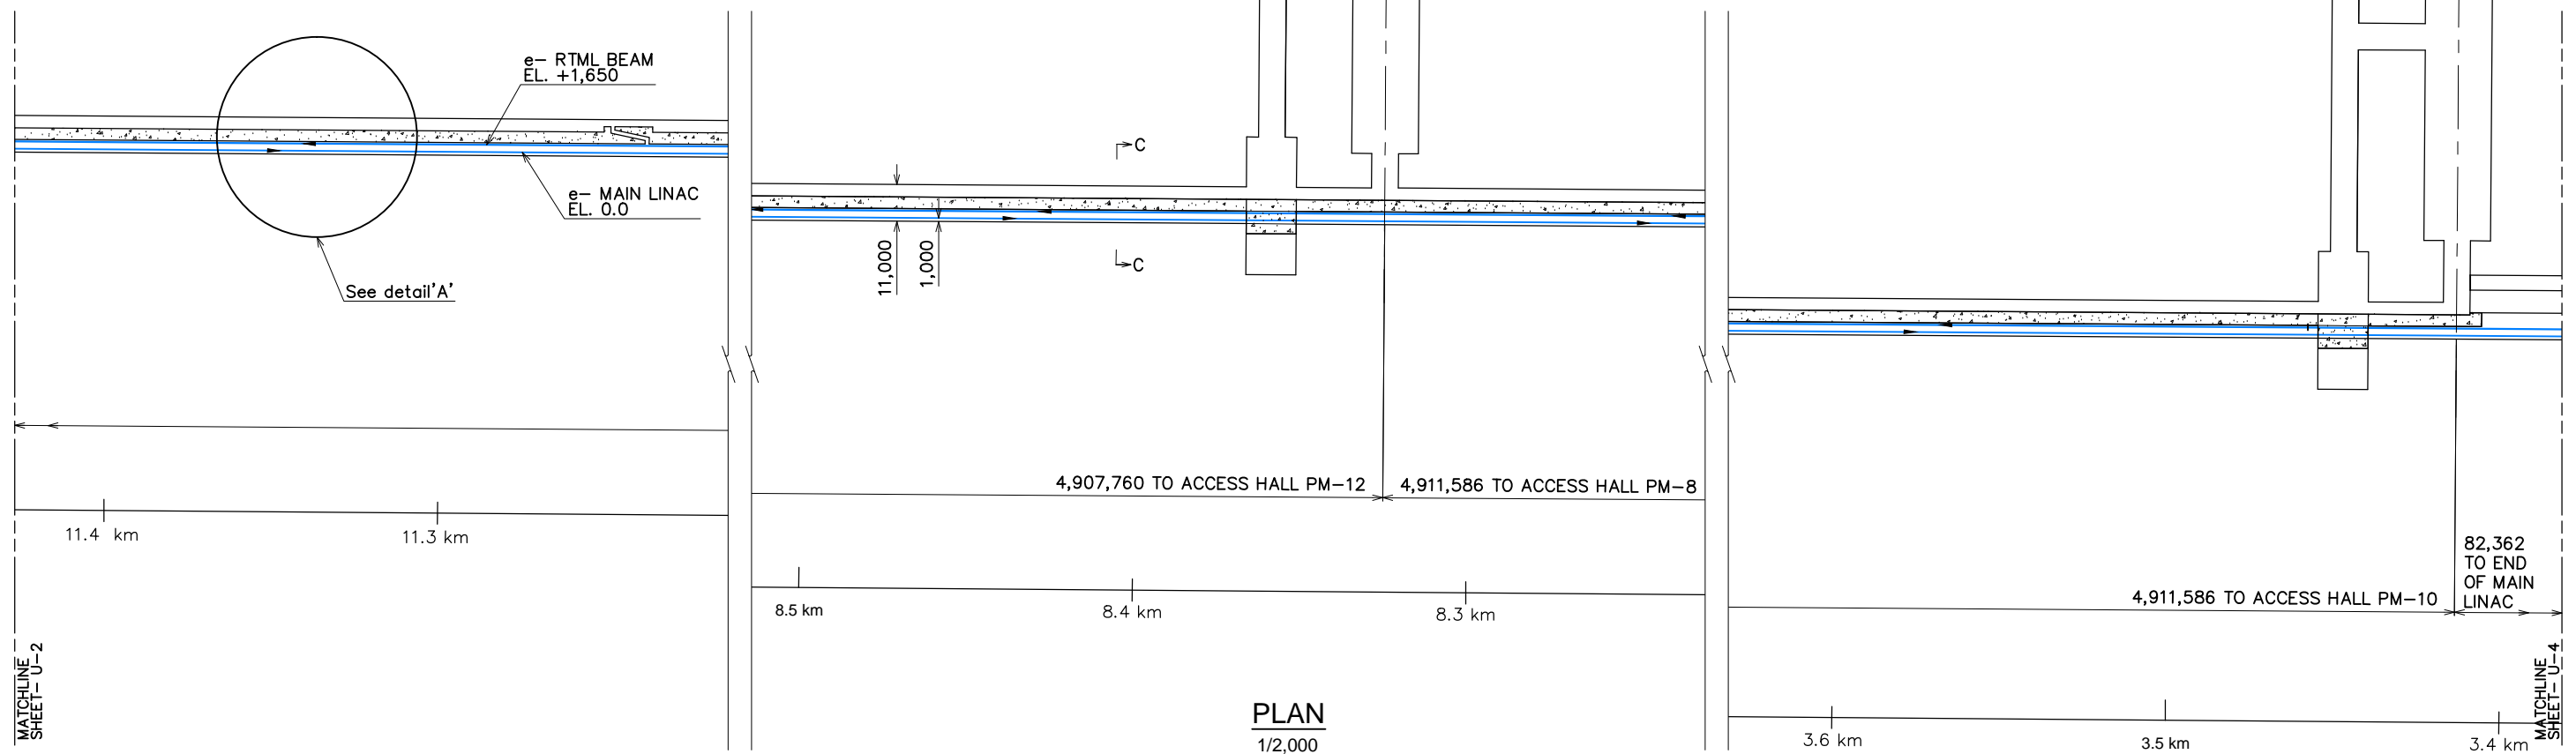 e- RTML BEAM
EL. +1,650
e- MAIN LINAC
EL. 0.0
See detail'A'
C
C
11,000
1,000
4,907,760 TO ACCESS HALL PM-12
4,911,586 TO ACCESS HALL PM-8
82,362
TO END
OF MAIN
LINAC
4,911,586 TO ACCESS HALL PM-10
11.4 km
11.3 km
8.5 km
8.4 km
8.3 km
3.6 km
3.5 km
3.4 km
MATCHLINE
SHEET- U-2
MATCHLINE
SHEET- U-4
PLAN
1/2,000